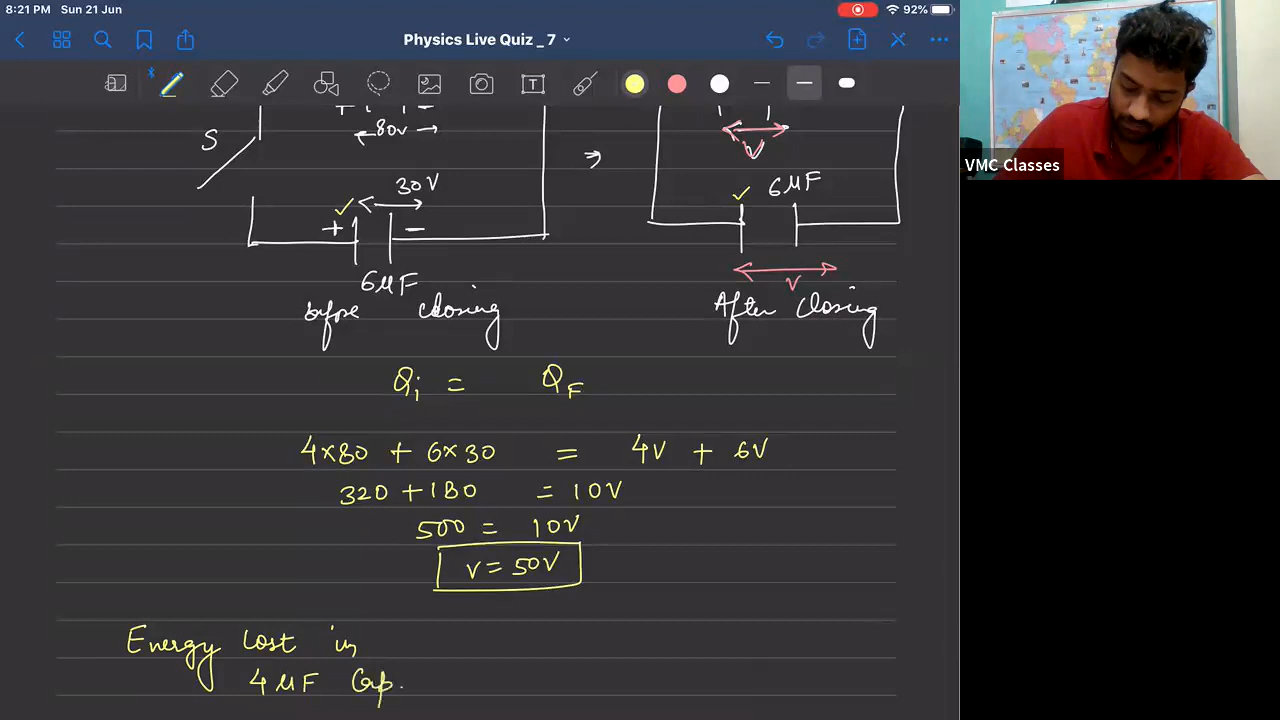 8:21 PM Sun 21 Jun
92%
Physics Live Quiz _ 7
T
VMC Classes
+ -
80V
S
V
30V
6μF
+ -
6μF
V
before closing
After closing
⇒
Qi = QF
4×80 + 6×30 = 4V + 6V
320 + 180 = 10V
500 = 10V
V = 50V
Energy lost in
4μF Cap.